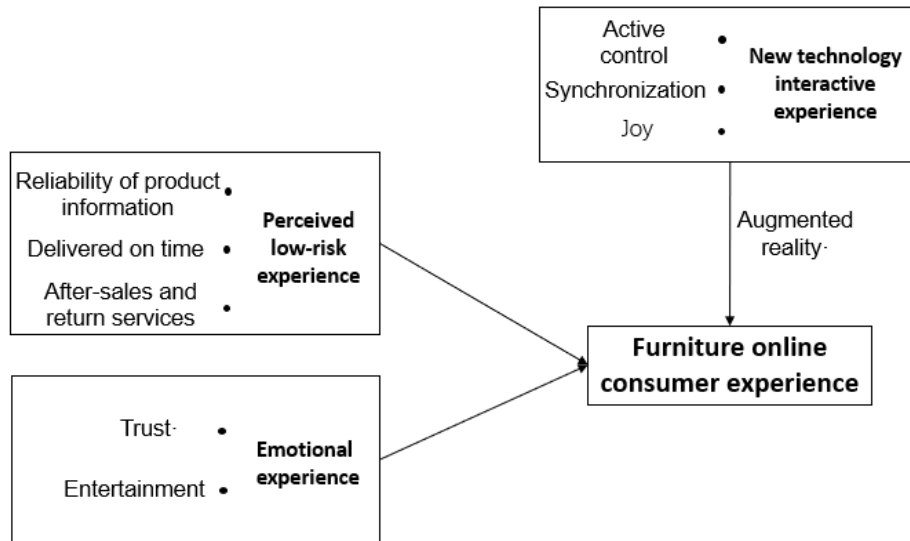 Active
control
Synchronization
Joy
New technology
interactive
experience
Reliability of product
information
Delivered on time
After-sales and
return services
Perceived
low-risk
experience
Augmented
reality·
Furniture online
consumer experience
Trust·
Entertainment
Emotional
experience